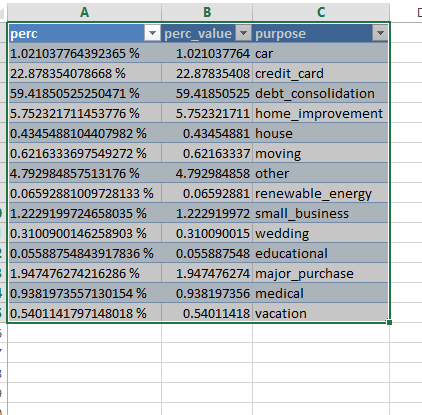 A B C
perc perc_value purpose
1.021037764392365 % 1.021037764 car
22.878354078668 % 22.87835408 credit_card
59.41850525250471 % 59.41850525 debt_consolidation
5.752321711453776 % 5.752321711 home_improvement
0.4345488104407982 % 0.43454881 house
0.6216333697549272 % 0.62163337 moving
4.792984857513176 % 4.792984858 other
0.06592881009728133 % 0.06592881 renewable_energy
1.2229199724658035 % 1.222919972 small_business
0.3100900146258903 % 0.310090015 wedding
0.05588754843917836 % 0.055887548 educational
1.947476274216286 % 1.947476274 major_purchase
0.9381973557130154 % 0.938197356 medical
0.5401141797148018 % 0.54011418 vacation